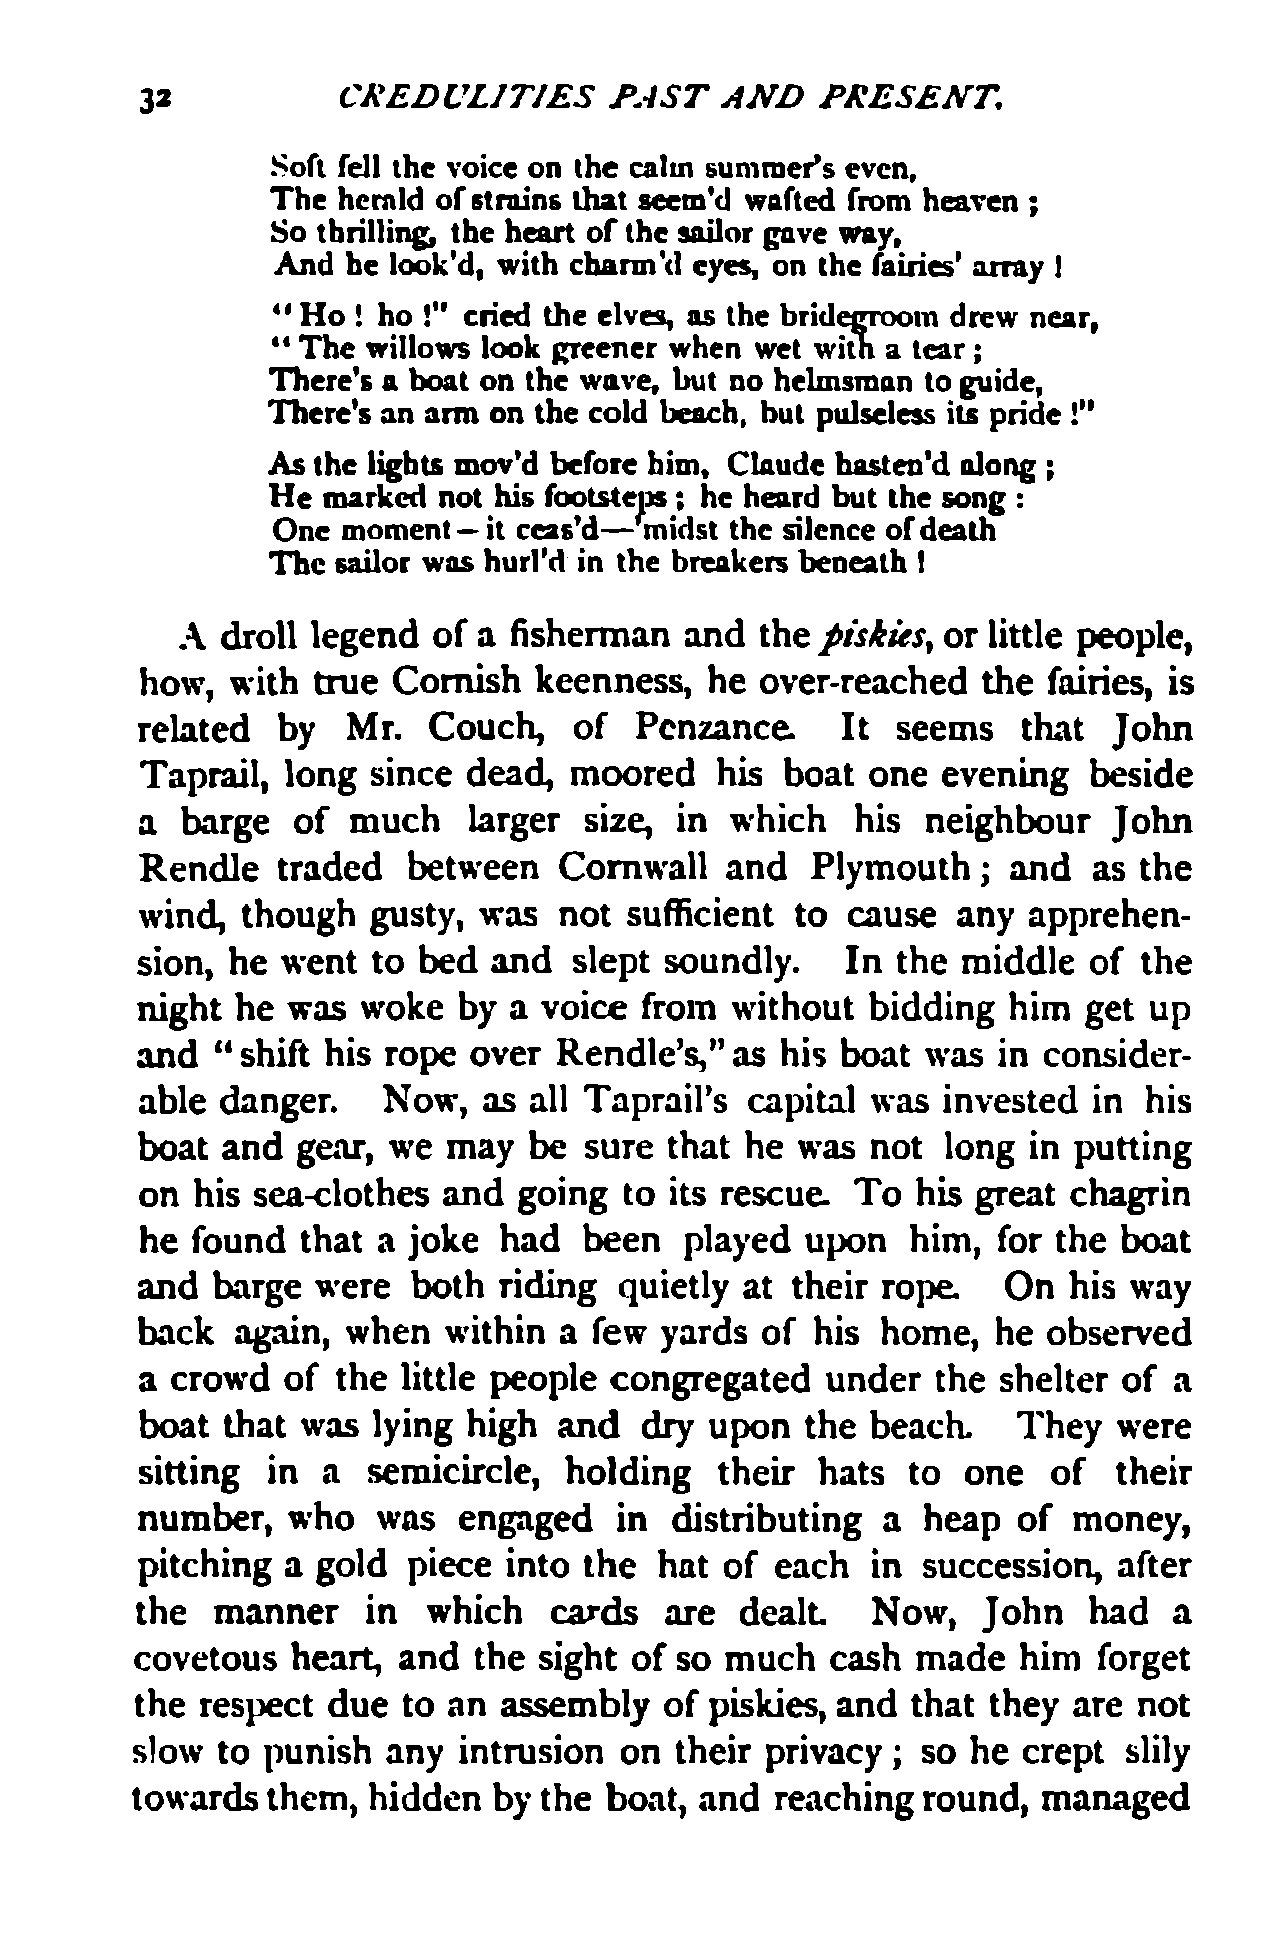 32 CREDULITIES PAST AND PRESENT.
Soft fell the voice on the calm summer's even,
The herald of strains that seem'd wafted from heaven ;
So thrilling, the heart of the sailor gave way,
And he look'd, with charm'd eyes, on the fairies' array !
" Ho ! ho !" cried the elves, as the bridegroom drew near,
" The willows look greener when wet with a tear ;
There's a boat on the wave, but no helmsman to guide,
There's an arm on the cold beach, but pulseless its pride !"
As the lights mov'd before him, Claude hasten'd along ;
He marked not his footsteps ; he heard but the song :
One moment — it ceas'd—'midst the silence of death
The sailor was hurl'd in the breakers beneath !
A droll legend of a fisherman and the piskies, or little people,
how, with true Cornish keenness, he over-reached the fairies, is
related by Mr. Couch, of Penzance. It seems that John
Taprail, long since dead, moored his boat one evening beside
a barge of much larger size, in which his neighbour John
Rendle traded between Cornwall and Plymouth ; and as the
wind, though gusty, was not sufficient to cause any apprehen-
sion, he went to bed and slept soundly. In the middle of the
night he was woke by a voice from without bidding him get up
and " shift his rope over Rendle's," as his boat was in consider-
able danger. Now, as all Taprail's capital was invested in his
boat and gear, we may be sure that he was not long in putting
on his sea-clothes and going to its rescue. To his great chagrin
he found that a joke had been played upon him, for the boat
and barge were both riding quietly at their rope. On his way
back again, when within a few yards of his home, he observed
a crowd of the little people congregated under the shelter of a
boat that was lying high and dry upon the beach. They were
sitting in a semicircle, holding their hats to one of their
number, who was engaged in distributing a heap of money,
pitching a gold piece into the hat of each in succession, after
the manner in which cards are dealt. Now, John had a
covetous heart, and the sight of so much cash made him forget
the respect due to an assembly of piskies, and that they are not
slow to punish any intrusion on their privacy ; so he crept slily
towards them, hidden by the boat, and reaching round, managed